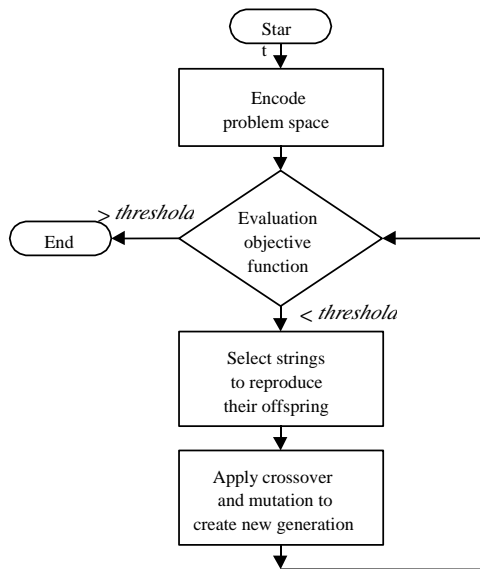 Star
t
Encode
problem space
> threshola
Evaluation
objective
function
End
< threshola
Select strings
to reproduce
their offspring
Apply crossover
and mutation to
create new generation